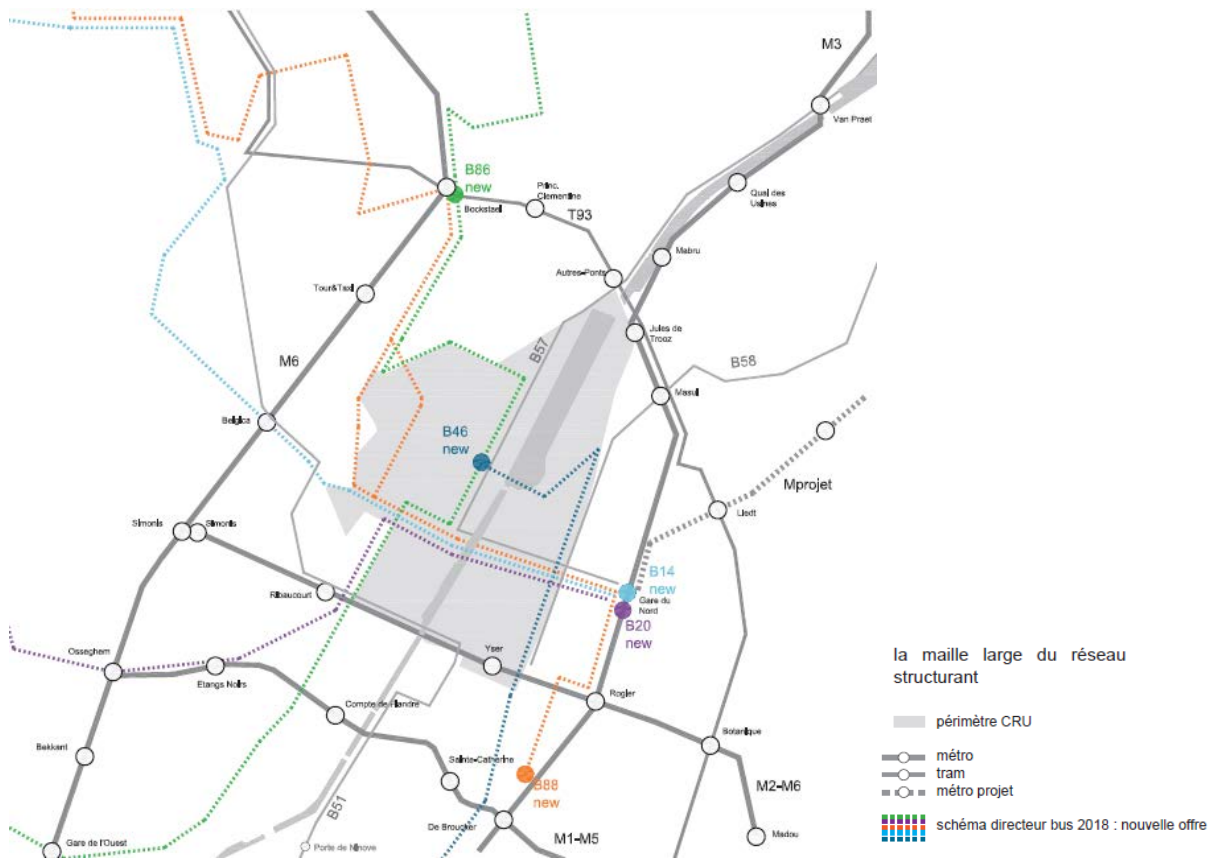 M3
Van Praet
B86
new
Bockstael
Princ.
Clementine
T93
Quai des
Usines
Mabru
Autres-Ponts
Tour&Taxi
Jules de
Trooz
B57
B58
M6
Masui
Belgica
B46
new
Mprojet
Liedt
Simonis
Simonis
B14
new
Gare du
Nord
Ribaucourt
B20
new
Yser
Osseghem
Etangs Noirs
Rogier
Compte de Flandre
Botanique
Bekkant
Sainte-Catherine
B88
new
M2-M6
B51
De Broucker
M1-M5
Madou
Gare de l'Ouest
Porte de Ninove
la maille large du réseau
structurant
périmètre CRU
métro
tram
métro projet
schéma directeur bus 2018 : nouvelle offre